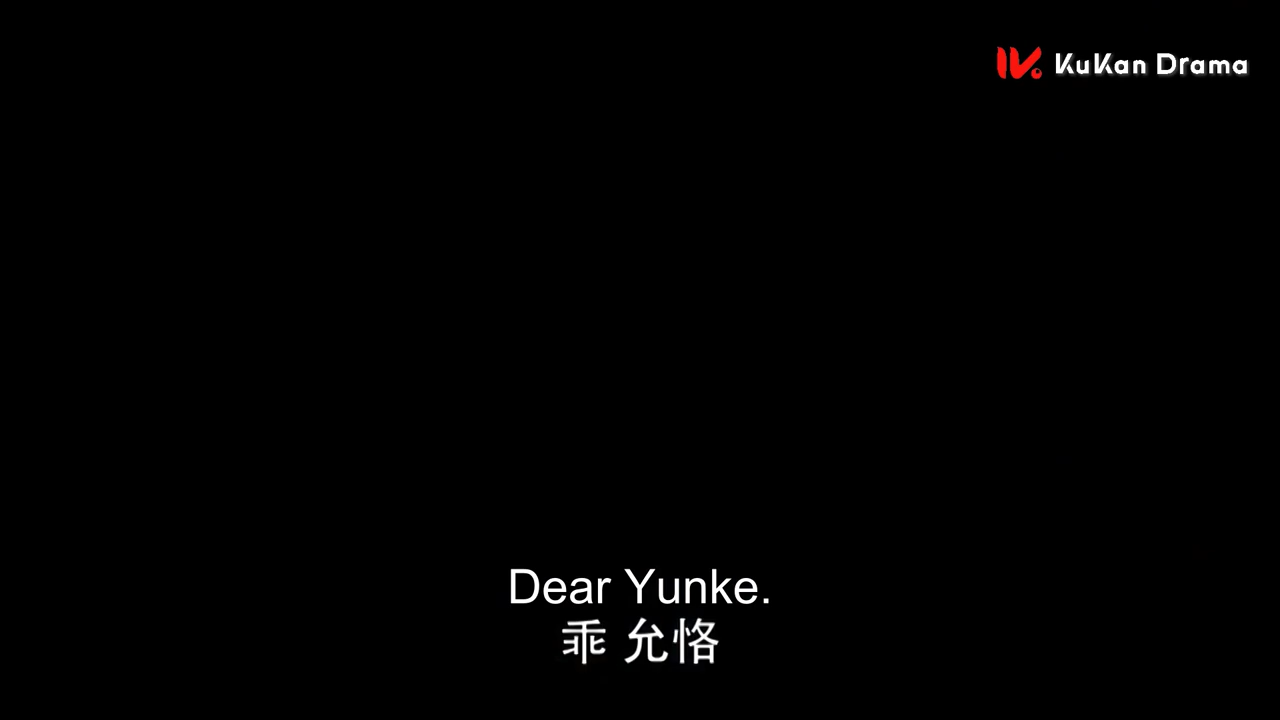 KuKan Drama
Dear Yunke.
乖 允恪